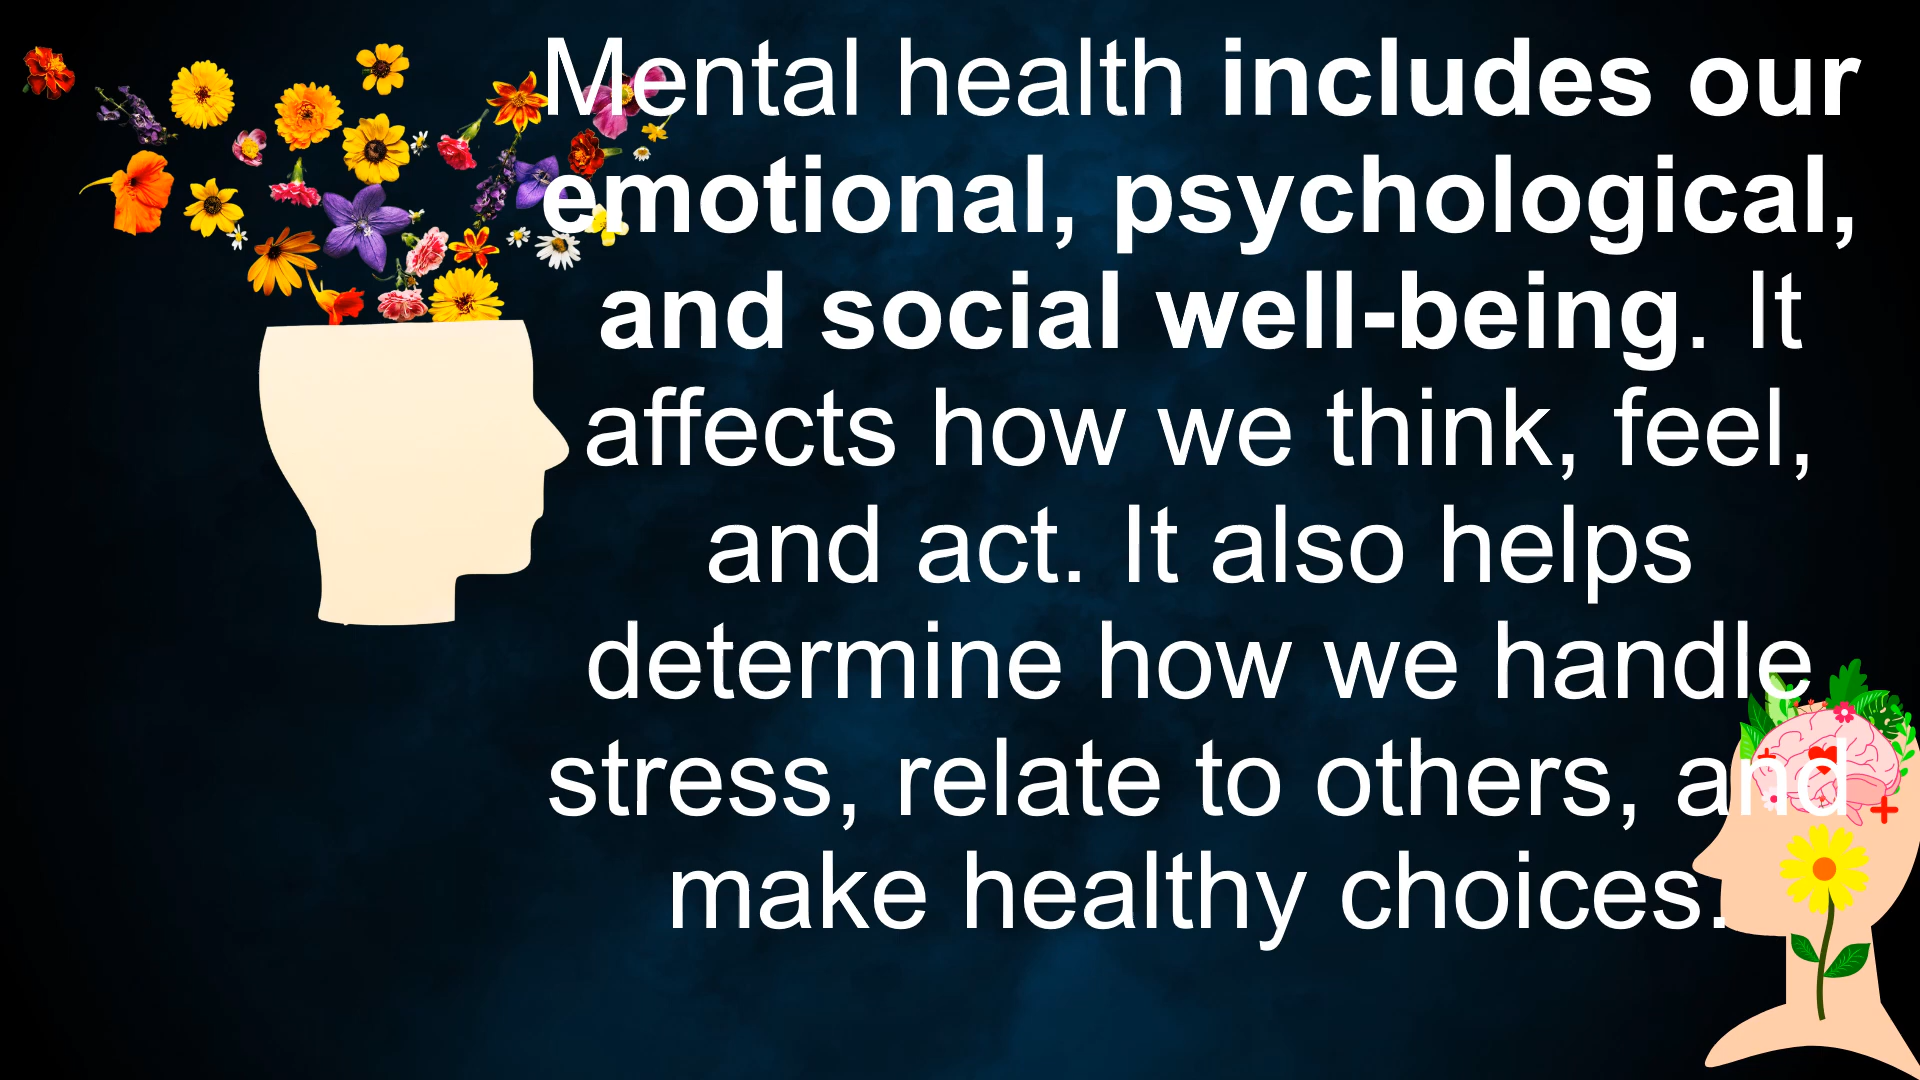 Mental health includes our
emotional, psychological,
and social well-being. It
affects how we think, feel,
and act. It also helps
determine how we handle
stress, relate to others, and
make healthy choices.